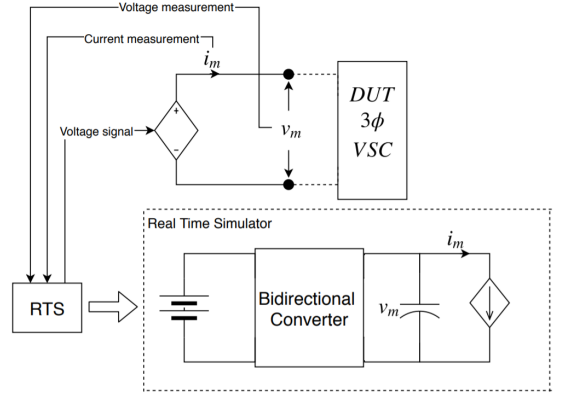 Voltage measurement
Current measurement
i_m
DUT
3ϕ
VSC
Voltage signal
+
-
v_m
Real Time Simulator
i_m
RTS
Bidirectional
Converter
v_m